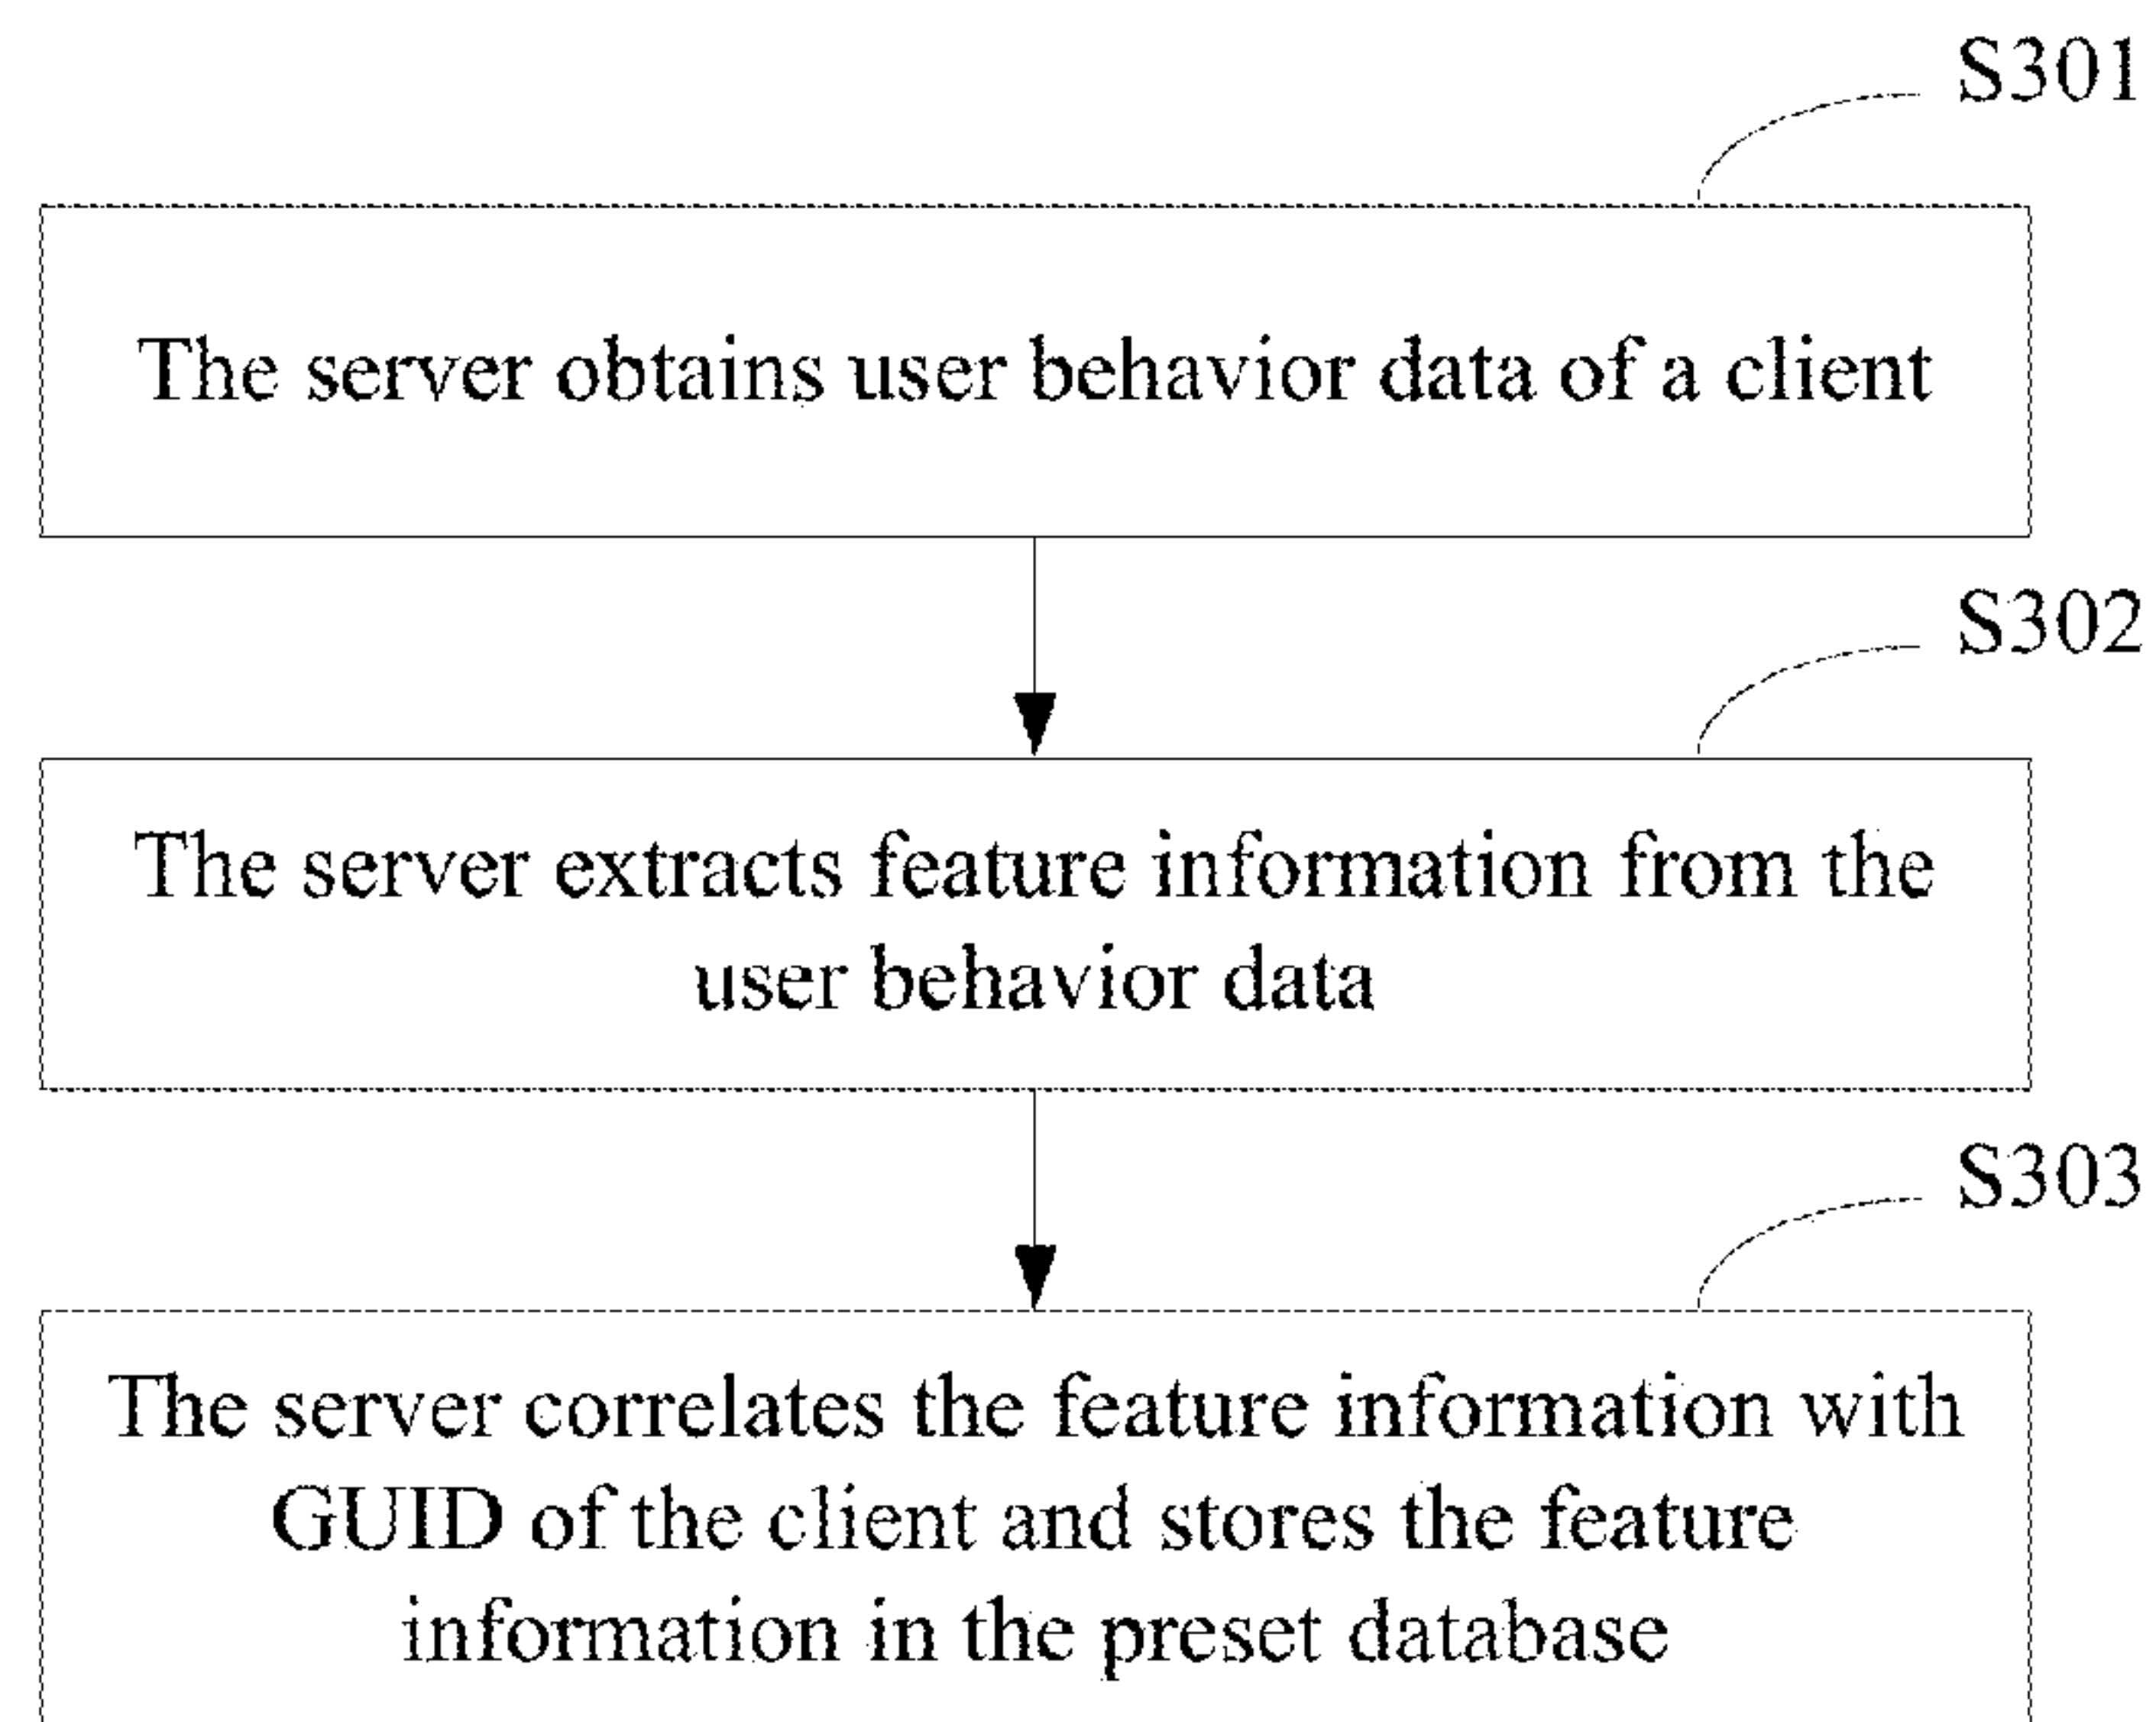 S301
The server obtains user behavior data of a client
S302
The server extracts feature information from the
user behavior data
S303
The server correlates the feature information with
GUID of the client and stores the feature
information in the preset database